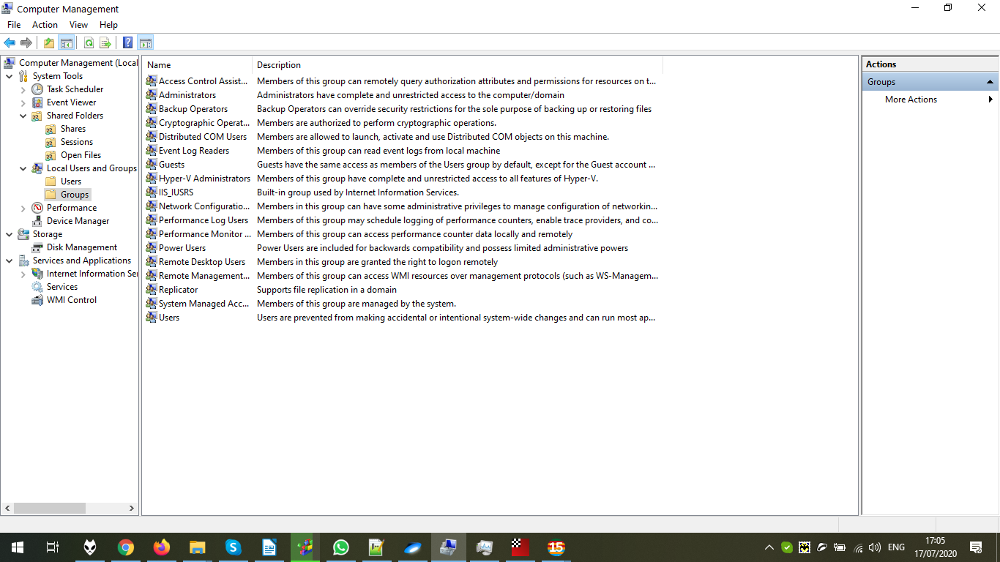 Computer Management
File Action View Help
Computer Management (Local
System Tools
Task Scheduler
Event Viewer
Shared Folders
Shares
Sessions
Open Files
Local Users and Groups
Users
Groups
Performance
Device Manager
Storage
Disk Management
Services and Applications
Internet Information Ser
Services
WMI Control
Name Description
Access Control Assist... Members of this group can remotely query authorization attributes and permissions for resources on t...
Administrators Administrators have complete and unrestricted access to the computer/domain
Backup Operators Backup Operators can override security restrictions for the sole purpose of backing up or restoring files
Cryptographic Operat... Members are authorized to perform cryptographic operations.
Distributed COM Users Members are allowed to launch, activate and use Distributed COM objects on this machine.
Event Log Readers Members of this group can read event logs from local machine
Guests Guests have the same access as members of the Users group by default, except for the Guest account ...
Hyper-V Administrators Members of this group have complete and unrestricted access to all features of Hyper-V.
IIS_IUSRS Built-in group used by Internet Information Services.
Network Configuratio... Members in this group can have some administrative privileges to manage configuration of networkin...
Performance Log Users Members of this group may schedule logging of performance counters, enable trace providers, and co...
Performance Monitor ... Members of this group can access performance counter data locally and remotely
Power Users Power Users are included for backwards compatibility and possess limited administrative powers
Remote Desktop Users Members in this group are granted the right to logon remotely
Remote Management... Members of this group can access WMI resources over management protocols (such as WS-Managem...
Replicator Supports file replication in a domain
System Managed Acc... Members of this group are managed by the system.
Users Users are prevented from making accidental or intentional system-wide changes and can run most ap...
Actions
Groups
More Actions
15
ENG
17:05
17/07/2020